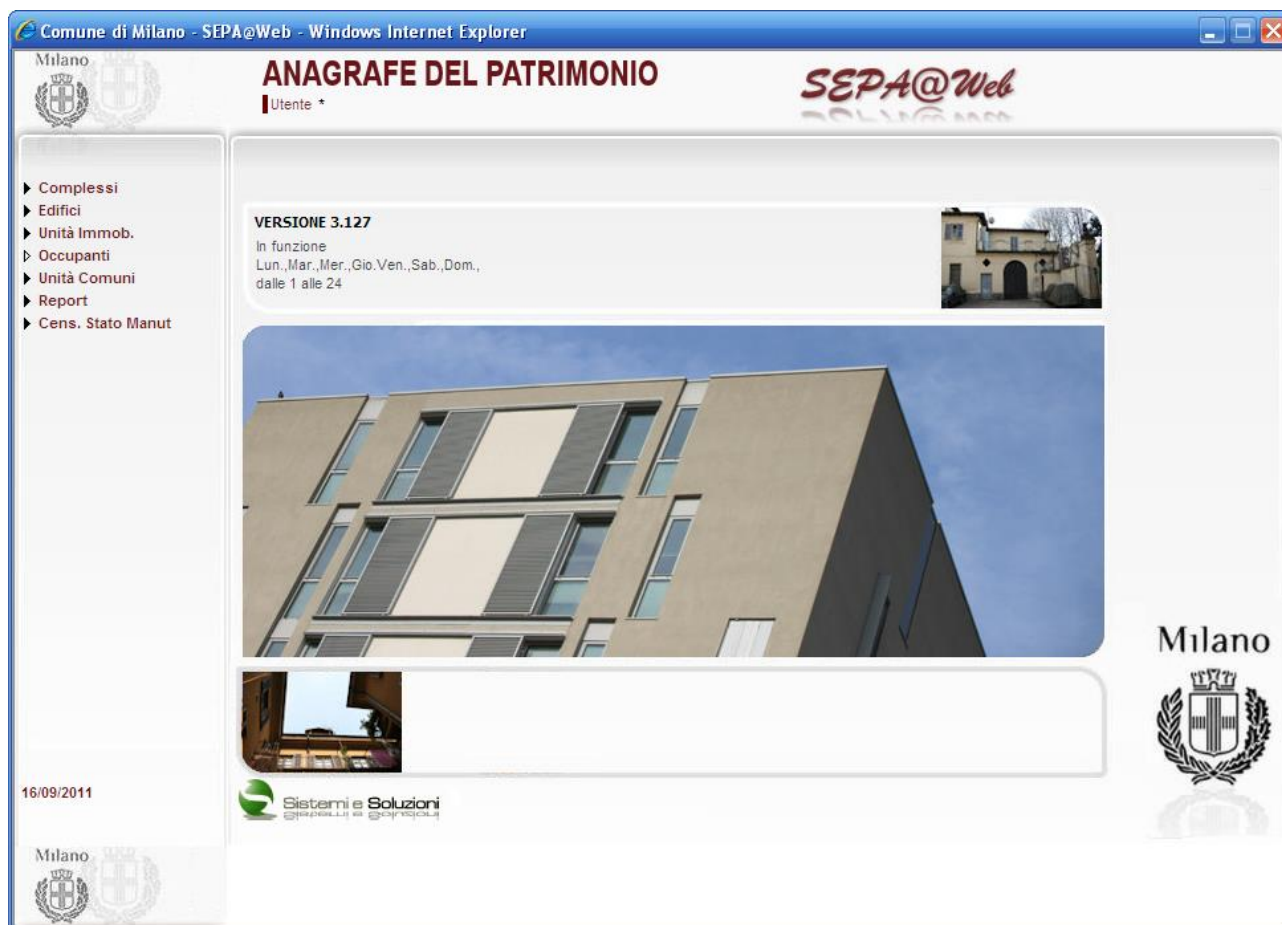 Comune di Milano - SEPA@Web - Windows Internet Explorer
Milano
ANAGRAFE DEL PATRIMONIO
SEPA@Web
Utente *
Complessi
Edifici
Unità Immob.
Occupanti
Unità Comuni
Report
Cens. Stato Manut
VERSIONE 3.127
In funzione
Lun.,Mar.,Mer.,Gio.Ven.,Sab.,Dom.,
dalle 1 alle 24
Milano
16/09/2011
Sistemi e Soluzioni
Milano